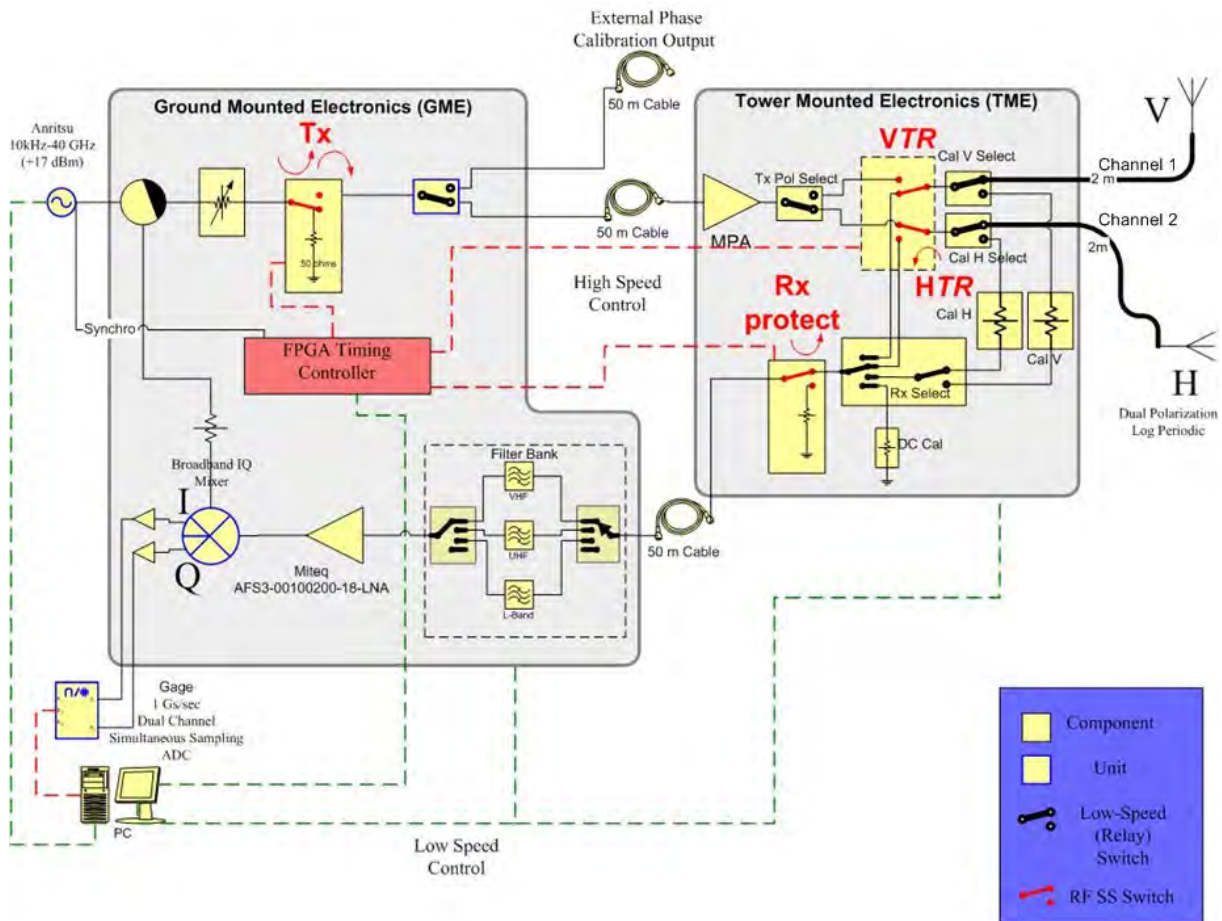 External Phase
Calibration Output
50 m Cable
Ground Mounted Electronics (GME)
Tower Mounted Electronics (TME)
V
Anritsu
10kHz-40 GHz
(+17 dBm)
Tx
VTR
Cal V Select
Channel 1
2 m
Tx Pol Select
50 m Cable
MPA
Channel 2
2m
50 ohms
Cal H Select
High Speed
Control
Rx
protect
HTR
Cal H
Cal V
Synchro
FPGA Timing
Controller
Rx Select
H
Dual Polarization
Log Periodic
DC Cal
Broadband IQ
Mixer
Filter Bank
VHF
I
UHF
50 m Cable
Q
Miteq
AFS3-00100200-18-LNA
L-Band
Gage
1 Gs/sec
Dual Channel
Simultaneous Sampling
ADC
n/
PC
Low Speed
Control
Component
Unit
Low-Speed
(Relay)
Switch
RF SS Switch